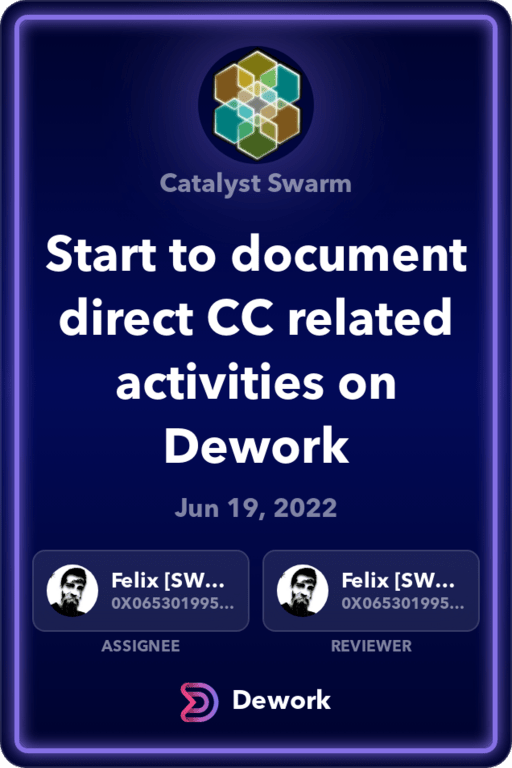 Catalyst Swarm
Start to document
direct CC related
activities on
Dework
Jun 19, 2022
Felix [SW...
0X065301995...
Felix [SW...
0X065301995...
ASSIGNEE
REVIEWER
Dework